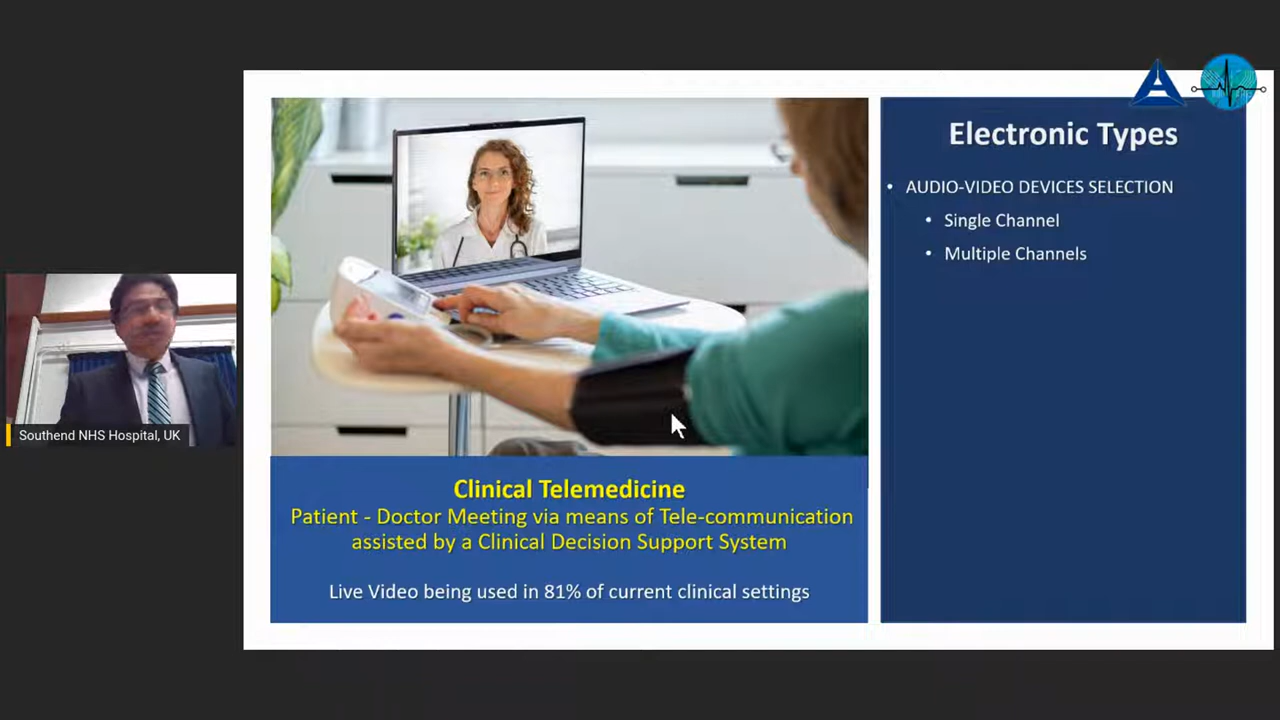 Electronic Types
• AUDIO-VIDEO DEVICES SELECTION
• Single Channel
• Multiple Channels
Southend NHS Hospital, UK
Clinical Telemedicine
Patient - Doctor Meeting via means of Tele-communication
assisted by a Clinical Decision Support System
Live Video being used in 81% of current clinical settings